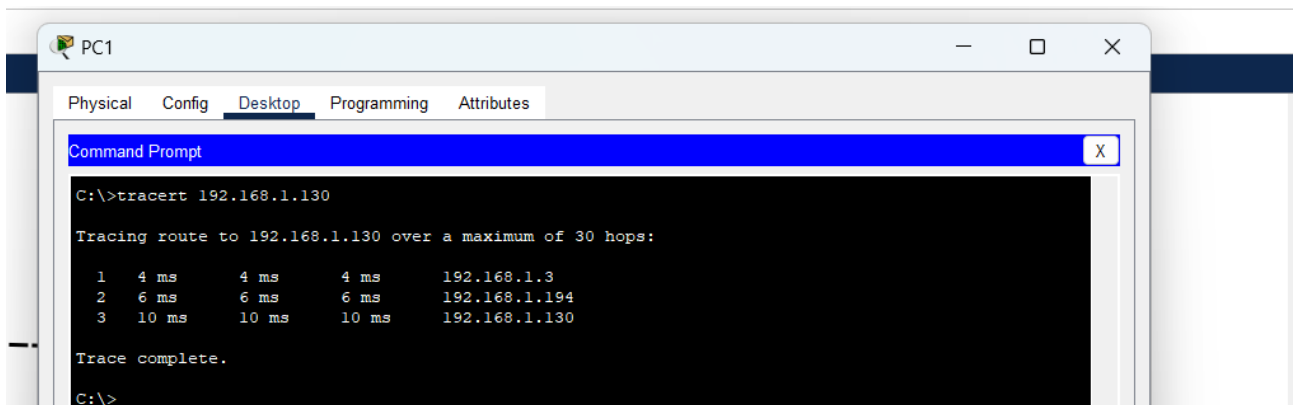 PC1
Physical Config Desktop Programming Attributes
Command Prompt X
C:\>tracert 192.168.1.130
Tracing route to 192.168.1.130 over a maximum of 30 hops:
1 4 ms 4 ms 4 ms 192.168.1.3
2 6 ms 6 ms 6 ms 192.168.1.194
3 10 ms 10 ms 10 ms 192.168.1.130
Trace complete.
C:\>